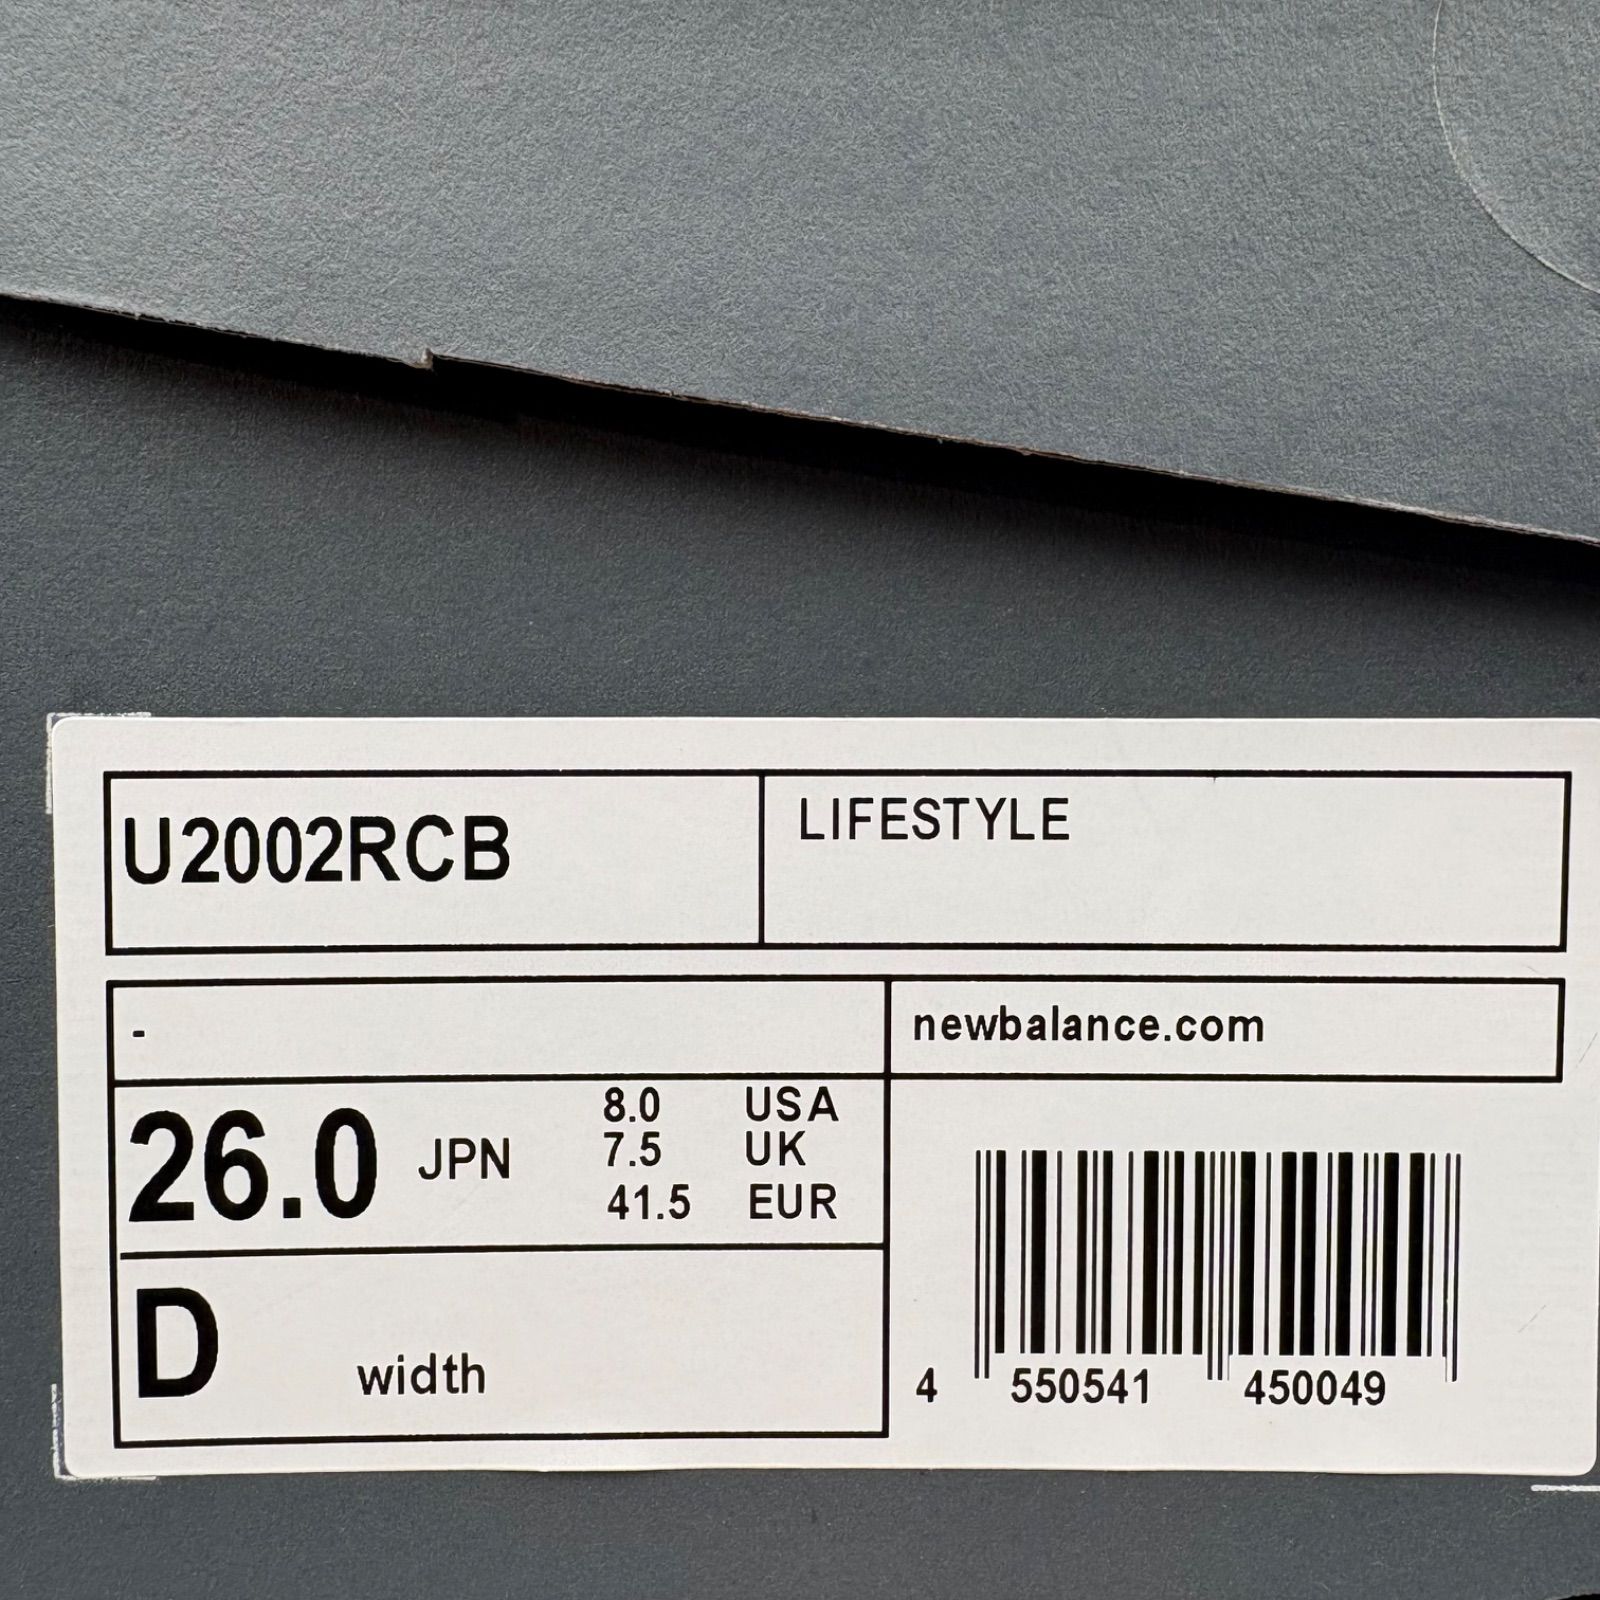 U2002RCB
LIFESTYLE
-
newbalance.com
26.0 JPN
8.0 USA
7.5 UK
41.5 EUR
D width
4 550541 450049